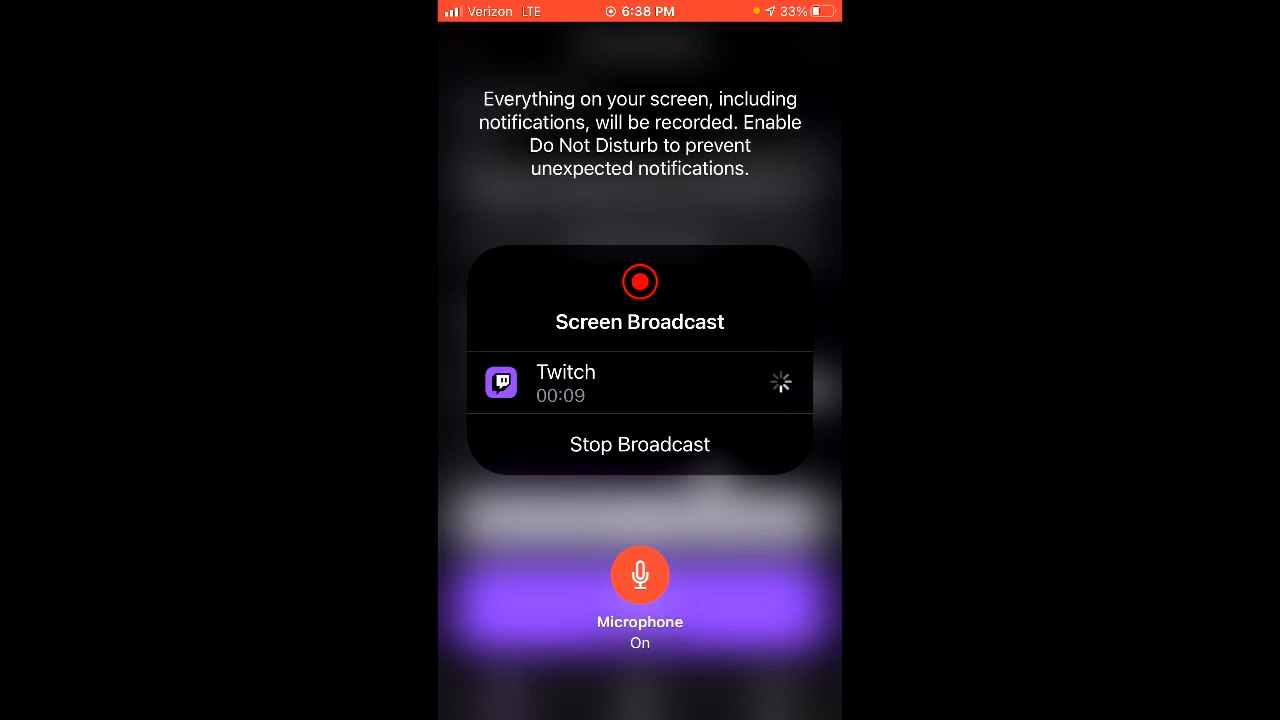 Verizon LTE 6:38 PM 33%
Everything on your screen, including
notifications, will be recorded. Enable
Do Not Disturb to prevent
unexpected notifications.
Screen Broadcast
Twitch
00:09
Stop Broadcast
Microphone
On